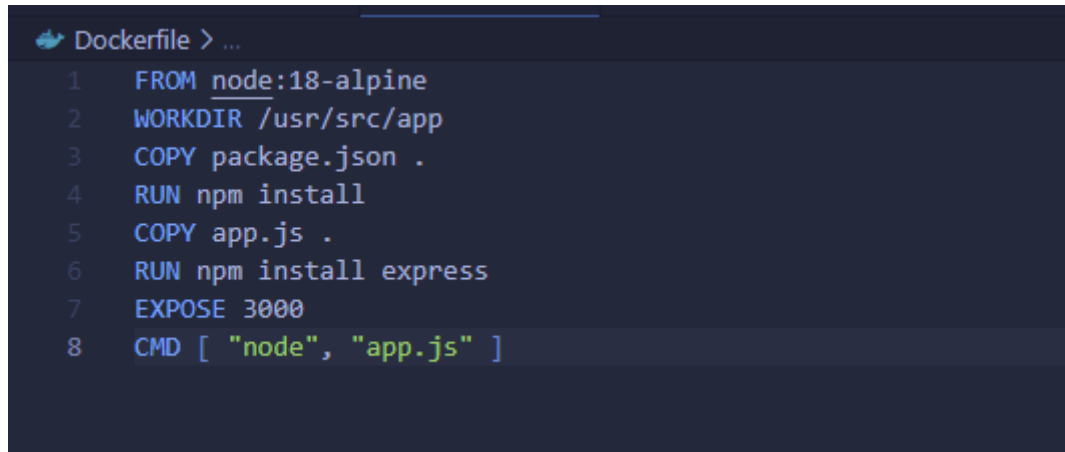 Dockerfile > ...
1 FROM node:18-alpine
2 WORKDIR /usr/src/app
3 COPY package.json .
4 RUN npm install
5 COPY app.js .
6 RUN npm install express
7 EXPOSE 3000
8 CMD [ "node", "app.js" ]